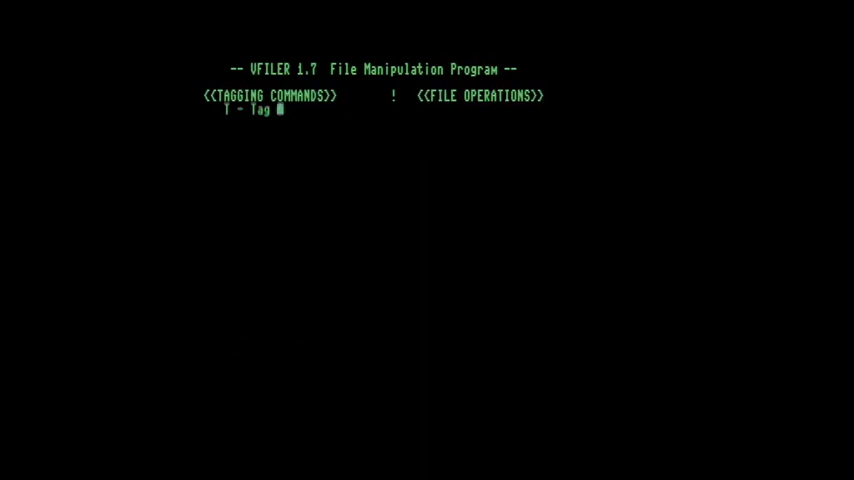 -- VFILER 1.7 File Manipulation Program --
<<TAGGING COMMANDS>> ! <<FILE OPERATIONS>>
T - Tag